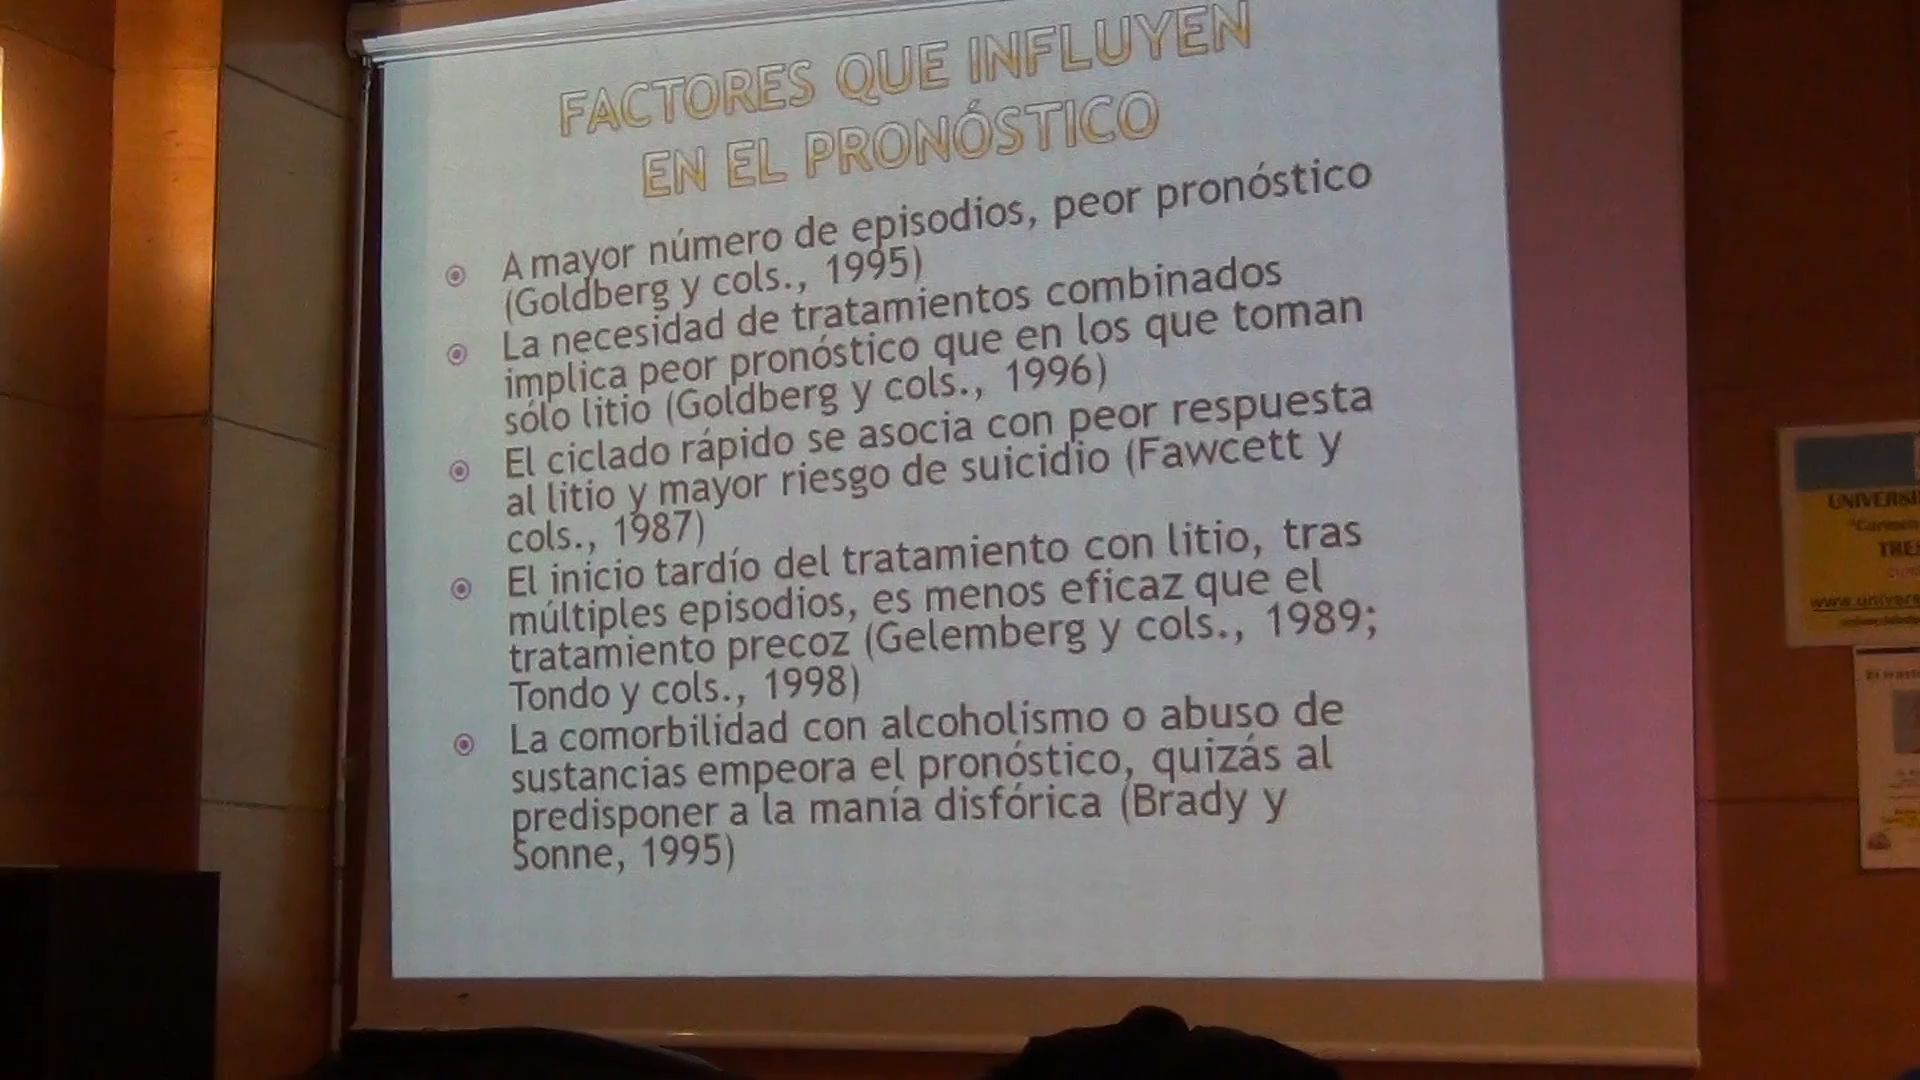 FACTORES QUE INFLUYEN
EN EL PRONÓSTICO
A mayor número de episodios, peor pronóstico
(Goldberg y cols., 1995)
La necesidad de tratamientos combinados
implica peor pronóstico que en los que toman
sólo litio (Goldberg y cols., 1996)
El ciclado rápido se asocia con peor respuesta
al litio y mayor riesgo de suicidio (Fawcett y
cols., 1987)
El inicio tardío del tratamiento con litio, tras
múltiples episodios, es menos eficaz que el
tratamiento precoz (Gelemberg y cols., 1989;
Tondo y cols., 1998)
La comorbilidad con alcoholismo o abuso de
sustancias empeora el pronóstico, quizás al
predisponer a la manía disfórica (Brady y
Sonne, 1995)